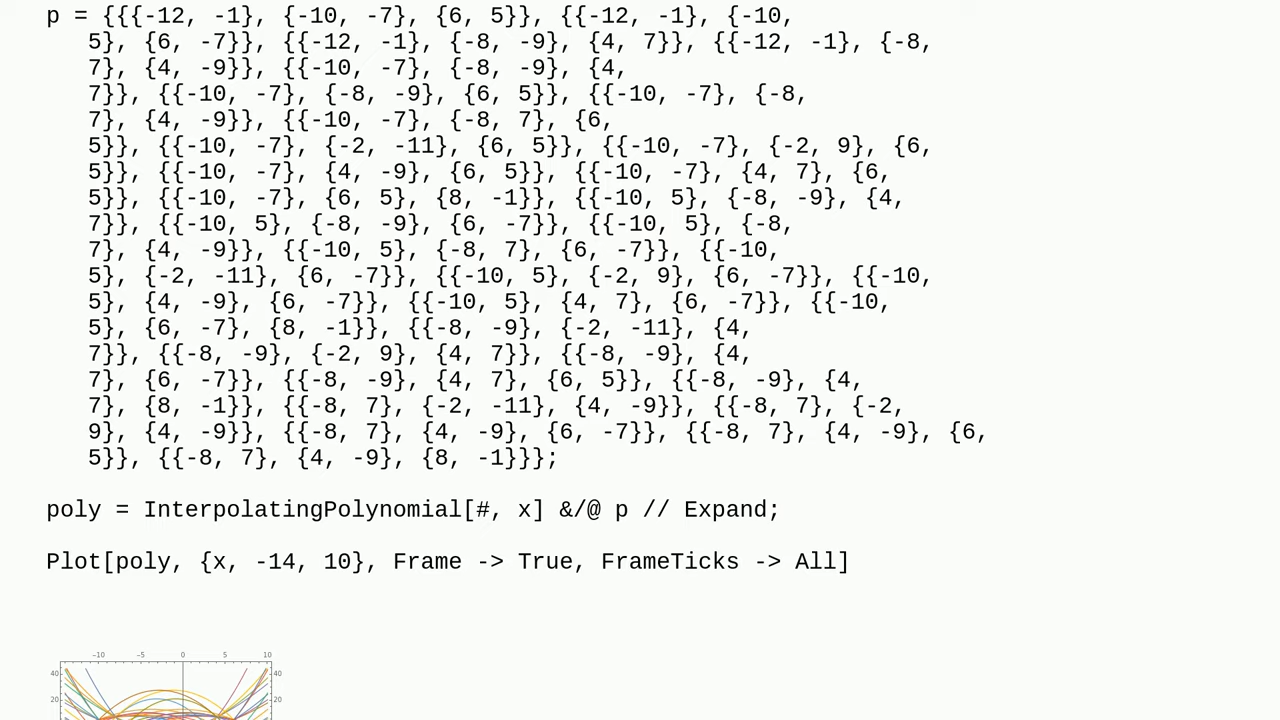 p = {{{-12, -1}, {-10, -7}, {6, 5}}, {{-12, -1}, {-10,
5}, {6, -7}}, {{-12, -1}, {-8, -9}, {4, 7}}, {{-12, -1}, {-8,
7}, {4, -9}}, {{-10, -7}, {-8, -9}, {4,
7}}, {{-10, -7}, {-8, -9}, {6, 5}}, {{-10, -7}, {-8,
7}, {4, -9}}, {{-10, -7}, {-8, 7}, {6,
5}}, {{-10, -7}, {-2, -11}, {6, 5}}, {{-10, -7}, {-2, 9}, {6,
5}}, {{-10, -7}, {4, -9}, {6, 5}}, {{-10, -7}, {4, 7}, {6,
5}}, {{-10, -7}, {6, 5}, {8, -1}}, {{-10, 5}, {-8, -9}, {4,
7}}, {{-10, 5}, {-8, -9}, {6, -7}}, {{-10, 5}, {-8,
7}, {4, -9}}, {{-10, 5}, {-8, 7}, {6, -7}}, {{-10,
5}, {-2, -11}, {6, -7}}, {{-10, 5}, {-2, 9}, {6, -7}}, {{-10,
5}, {4, -9}, {6, -7}}, {{-10, 5}, {4, 7}, {6, -7}}, {{-10,
5}, {6, -7}, {8, -1}}, {{-8, -9}, {-2, -11}, {4,
7}}, {{-8, -9}, {-2, 9}, {4, 7}}, {{-8, -9}, {4,
7}, {6, -7}}, {{-8, -9}, {4, 7}, {6, 5}}, {{-8, -9}, {4,
7}, {8, -1}}, {{-8, 7}, {-2, -11}, {4, -9}}, {{-8, 7}, {-2,
9}, {4, -9}}, {{-8, 7}, {4, -9}, {6, -7}}, {{-8, 7}, {4, -9}, {6,
5}}, {{-8, 7}, {4, -9}, {8, -1}}};
poly = InterpolatingPolynomial[#, x] &/@ p // Expand;
Plot[poly, {x, -14, 10}, Frame -> True, FrameTicks -> All]
-10 -5 0 5 10
40 40
20 20